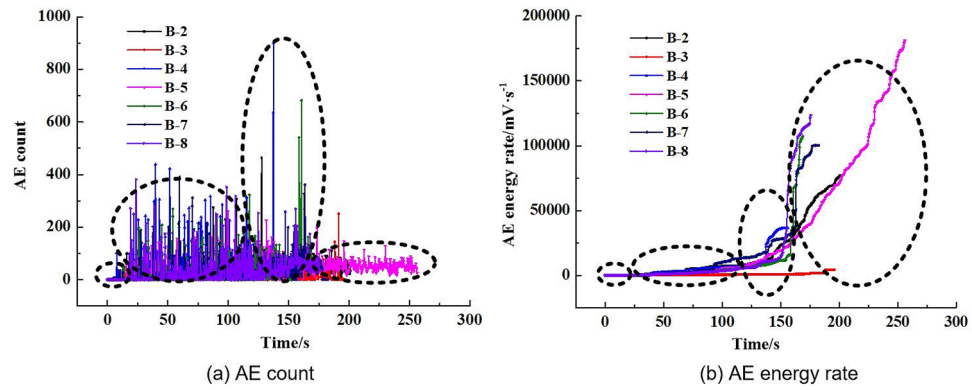 1000
800
600
400
200
0
AE count
B-2
B-3
B-4
B-5
B-6
B-7
B-8
0 50 100 150 200 250 300
Time/s
(a) AE count
200000
150000
100000
50000
0
AE energy rate/mV·s⁻¹
B-2
B-3
B-4
B-5
B-6
B-7
B-8
0 50 100 150 200 250 300
Time/s
(b) AE energy rate